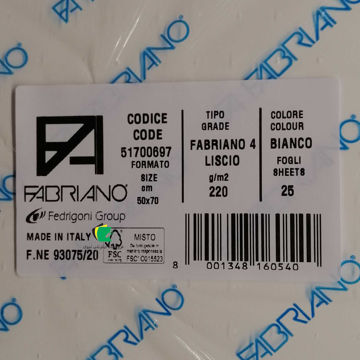 FABRIANO
FABRIANO
FABRIANO
CODICE
CODE
51700697
FORMATO
SIZE
cm
50x70
TIPO
GRADE
FABRIANO 4
LISCIO
g/m2
220
COLORE
COLOUR
BIANCO
FOGLI
SHEETS
25
FABRIANO
Fedrigoni Group
MADE IN ITALY
F.NE 93075/20
FSC
MISTO
FSC® C015523
8 001348 160540
FABRIANO
FABRIANO